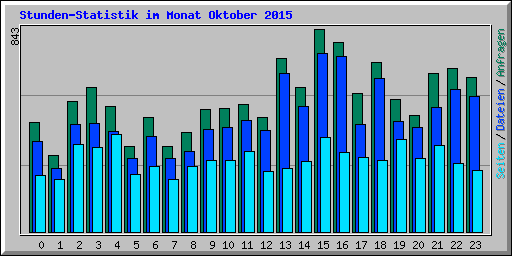 Stunden-Statistik im Monat Oktober 2015
843
Seiten / Dateien / Anfragen
0 1 2 3 4 5 6 7 8 9 10 11 12 13 14 15 16 17 18 19 20 21 22 23